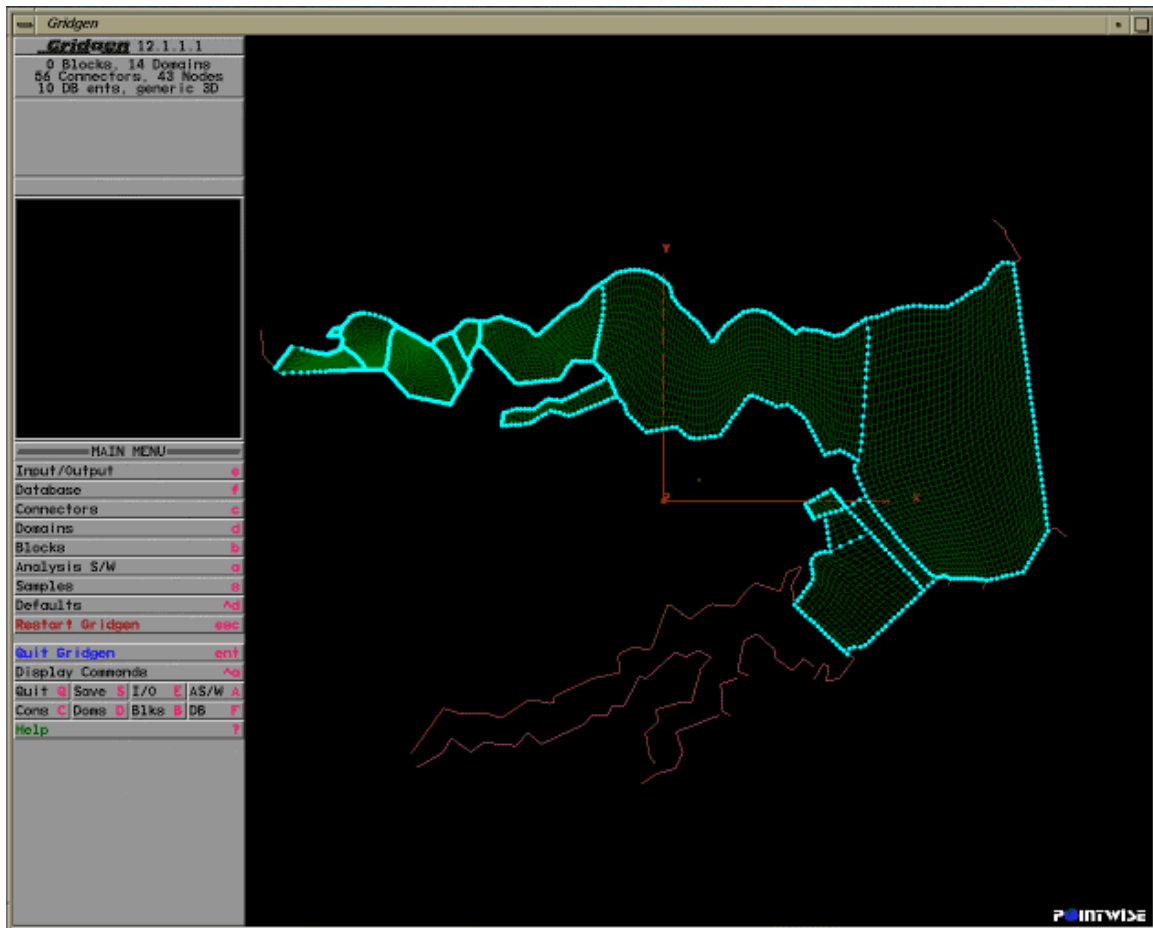 Gridgen
Gridgen 12.1.1.1
0 Blocks, 14 Domains
56 Connectors, 43 Nodes
10 DB ents, generic 3D
MAIN MENU
Input/Output e
Database f
Connectors c
Domains d
Blocks b
Analysis S/W a
Samples s
Defaults ^d
Restart Gridgen esc
Quit Gridgen ent
Display Commands ^a
Quit Q Save S I/O E AS/W A
Cons C Doms D Blks B DB F
Help ?
Y
Z X
POINTWISE